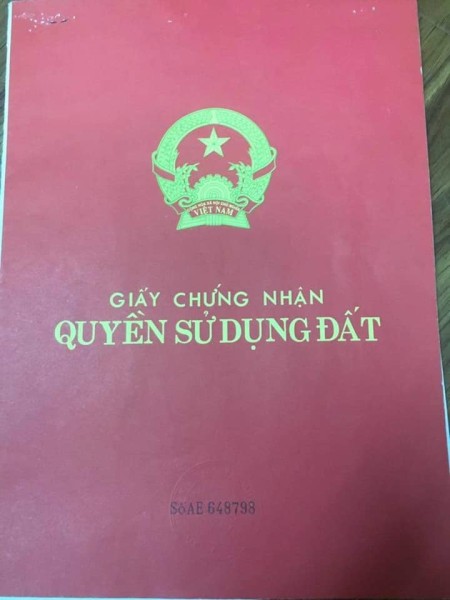 VIỆT NAM
GIẤY CHỨNG NHẬN
QUYỀN SỬ DỤNG ĐẤT
Số AE 648798